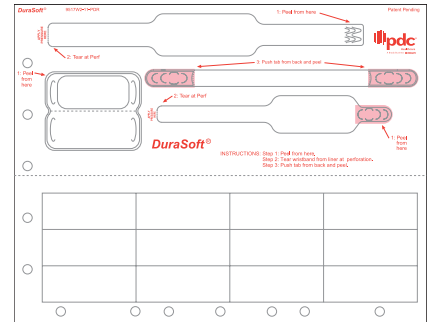 DuraSoft®
Patent Pending
1: Peel from here
pdc
2: Tear at Perf
1: Peel
from
here
3: Push tab from back and peel
2: Tear at Perf
1: Peel
from
here
DuraSoft®
INSTRUCTIONS: Step 1: Peel from here.
Step 2: Tear wristband from liner at perforation.
Step 3: Push tab from back and peel.